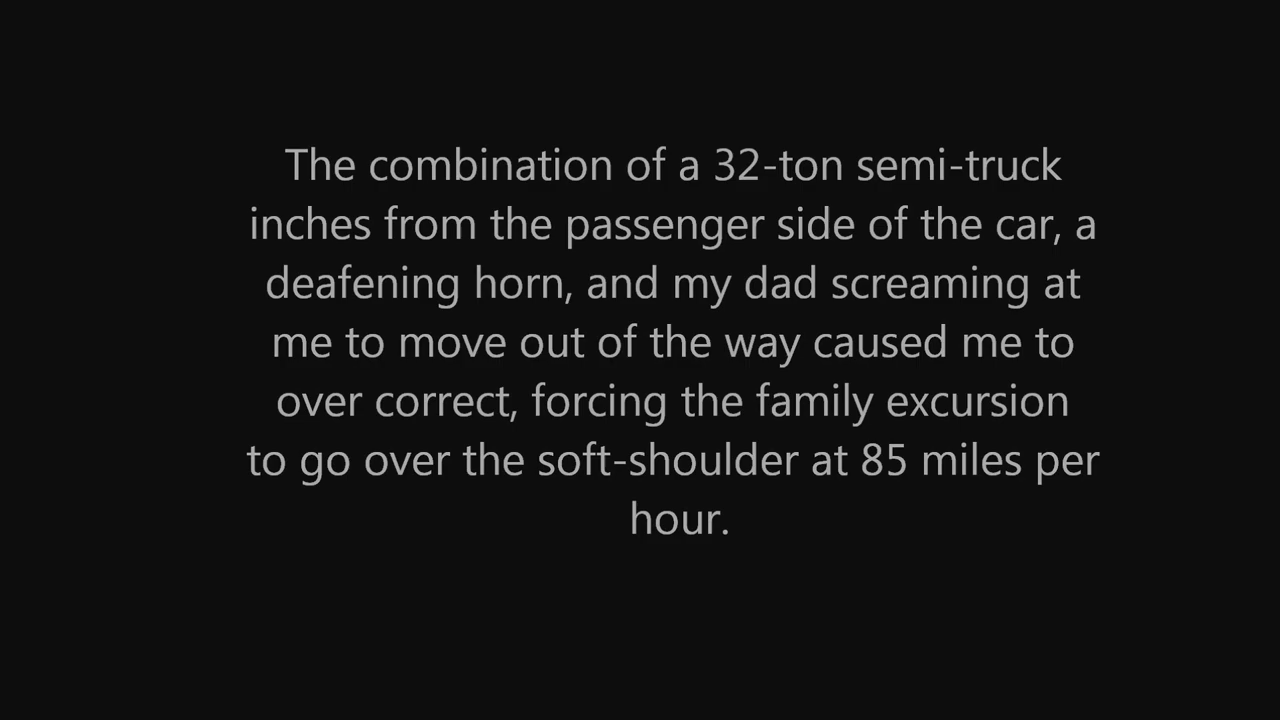 The combination of a 32-ton semi-truck
inches from the passenger side of the car, a
deafening horn, and my dad screaming at
me to move out of the way caused me to
over correct, forcing the family excursion
to go over the soft-shoulder at 85 miles per
hour.